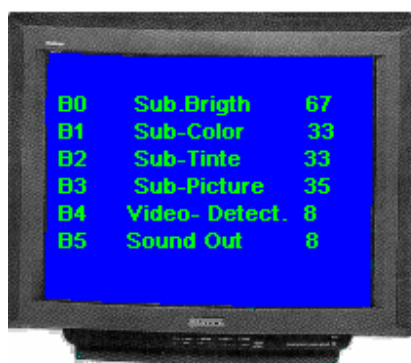 B0 Sub.Brigth 67
B1 Sub-Color 33
B2 Sub-Tinte 33
B3 Sub-Picture 35
B4 Video- Detect. 8
B5 Sound Out 8